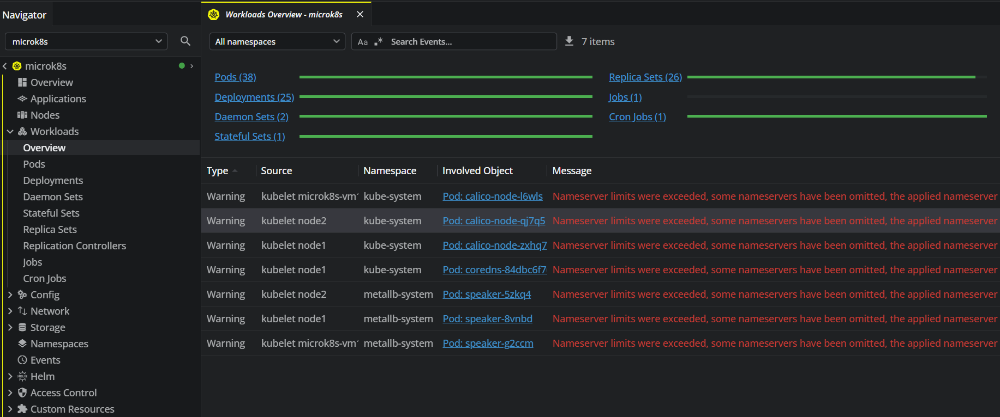 Navigator
Workloads Overview - microk8s
microk8s
All namespaces
Aa .* Search Events...
7 items
microk8s
Overview
Applications
Nodes
Workloads
Overview
Pods
Deployments
Daemon Sets
Stateful Sets
Replica Sets
Replication Controllers
Jobs
Cron Jobs
Config
Network
Storage
Namespaces
Events
HELM Helm
Access Control
Custom Resources
Pods (38)
Replica Sets (26)
Deployments (25)
Jobs (1)
Daemon Sets (2)
Cron Jobs (1)
Stateful Sets (1)
Type Source Namespace Involved Object Message
Warning kubelet microk8s-vm kube-system Pod: calico-node-l6wls Nameserver limits were exceeded, some nameservers have been omitted, the applied nameserver
Warning kubelet node2 kube-system Pod: calico-node-qj7q5 Nameserver limits were exceeded, some nameservers have been omitted, the applied nameserver
Warning kubelet node1 kube-system Pod: calico-node-zxhq7 Nameserver limits were exceeded, some nameservers have been omitted, the applied nameserver
Warning kubelet node1 kube-system Pod: coredns-84dbc6f7 Nameserver limits were exceeded, some nameservers have been omitted, the applied nameserver
Warning kubelet node2 metallb-system Pod: speaker-5zkq4 Nameserver limits were exceeded, some nameservers have been omitted, the applied nameserver
Warning kubelet node1 metallb-system Pod: speaker-8vnbd Nameserver limits were exceeded, some nameservers have been omitted, the applied nameserver
Warning kubelet microk8s-vm metallb-system Pod: speaker-g2ccm Nameserver limits were exceeded, some nameservers have been omitted, the applied nameserver